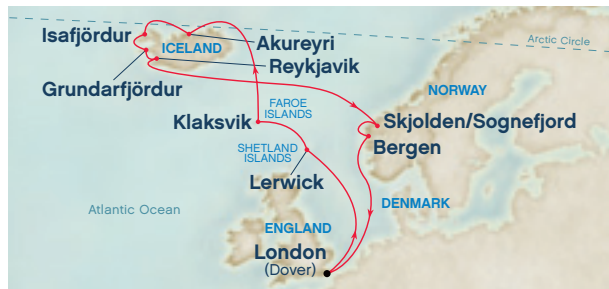 Isafjördur
ICELAND
Akureyri
Arctic Circle
Reykjavik
Grundarfjördur
NORWAY
FAROE
ISLANDS
Klaksvik
Skjolden/Sognefjord
Bergen
SHETLAND
ISLANDS
Lerwick
DENMARK
Atlantic Ocean
ENGLAND
London
(Dover)